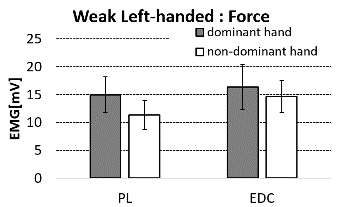 Weak Left-handed : Force
dominant hand
non-dominant hand
EMG[mV]
25
20
15
10
5
0
PL EDC